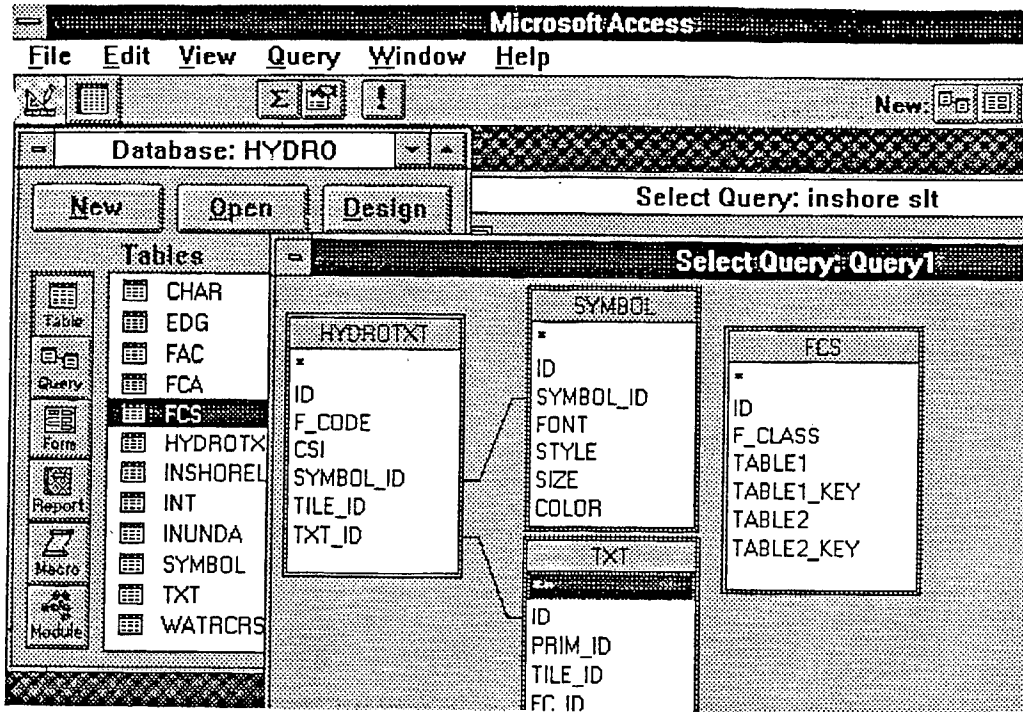 Microsoft Access
File Edit View Query Window Help
Σ ! New:
Database: HYDRO
New Open Design
Select Query: inshore slt
Tables
Select Query: Query1
Table
Query
Form
Report
Macro
Module
CHAR
EDG
FAC
FCA
FCS
HYDROTX
INSHOREL
INT
INUNDA
SYMBOL
TXT
WATRCRS
HYDROTXT
*
ID
F_CODE
CSI
SYMBOL_ID
TILE_ID
TXT_ID
SYMBOL
*
ID
SYMBOL_ID
FONT
STYLE
SIZE
COLOR
TXT
*
ID
PRIM_ID
TILE_ID
FC_ID
FCS
*
ID
F_CLASS
TABLE1
TABLE1_KEY
TABLE2
TABLE2_KEY